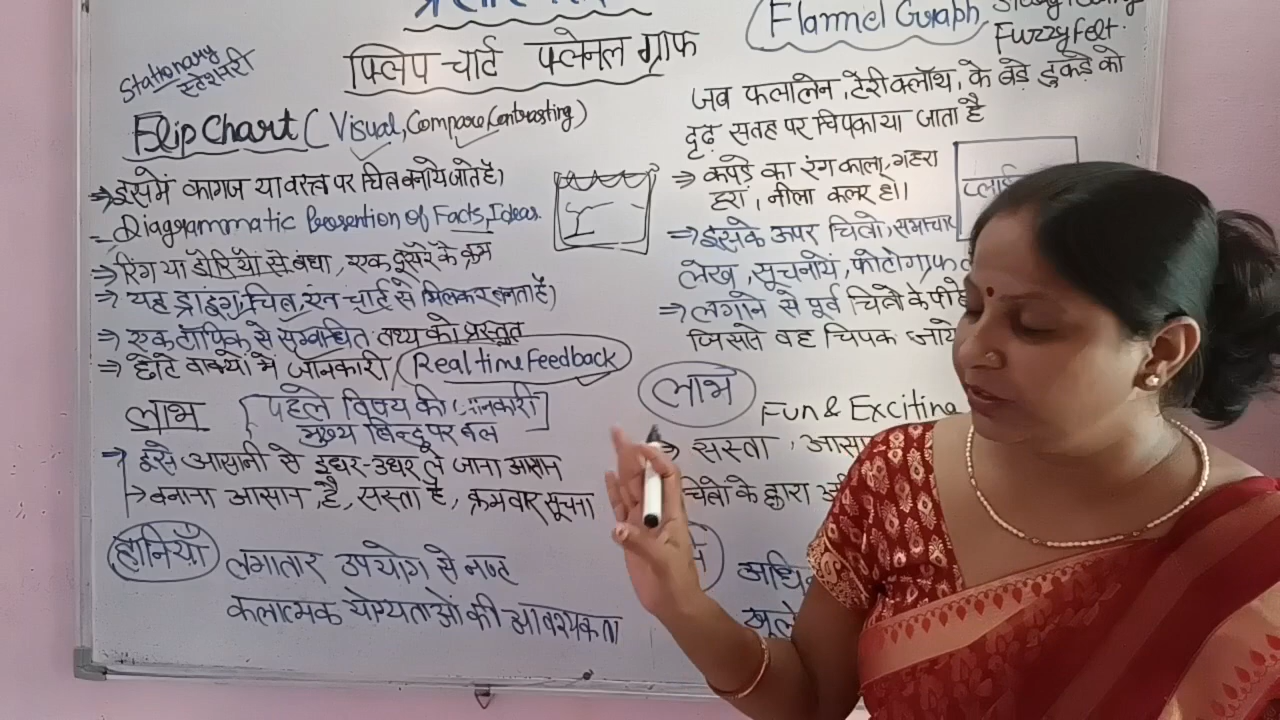 फ्लिप चार्ट फ्लेनल ग्राफ
Stationary
स्टेशनरी
Flip Chart ( Visual, Compare, Contrasting )
⇒ इसमें कागज या वस्त्र पर चित्र बनाये जाते हैं।
= Diagrammatic Presention of Facts, Ideas.
⇒ रिंग या डोरियों से बंधा, एक दूसरे के क्रम
⇒ यह ड्राइंग, चित्र, एवं चार्ट से मिलकर बनता है।
⇒ एक टॉपिक से सम्बन्धित तथ्य को प्रस्तुत
⇒ छोटे वाक्यों में जानकारी, Real time Feedback
लाभ [पहले विषय की जानकारी]
मुख्य बिन्दु पर बल
→ इसे आसानी से इधर-उधर ले जाना आसान
→ बनाना आसान है, सस्ता है, क्रमवार सूचना
हानियाँ लगातार उपयोग से नष्ट
कलात्मक योग्यताओं की आवश्यकता
Flannel Graph
Fuzzy felt.
जब फलालेन, टेरी क्लॉथ, के बड़े टुकड़े को
दृढ़ सतह पर चिपकाया जाता है
⇒ कपड़े का रंग काला, गहरा
हरा, नीला कलर हो।
⇒ इसके ऊपर चित्रो, समाचार
लेख, सूचनायें, फोटोग्राफ
⇒ लगाने से पूर्व चित्रो के पीछे
जिससे वह चिपक जाये
लाभ Fun & Exciting
⇒ सस्ता, आसा
चित्रो के द्वारा